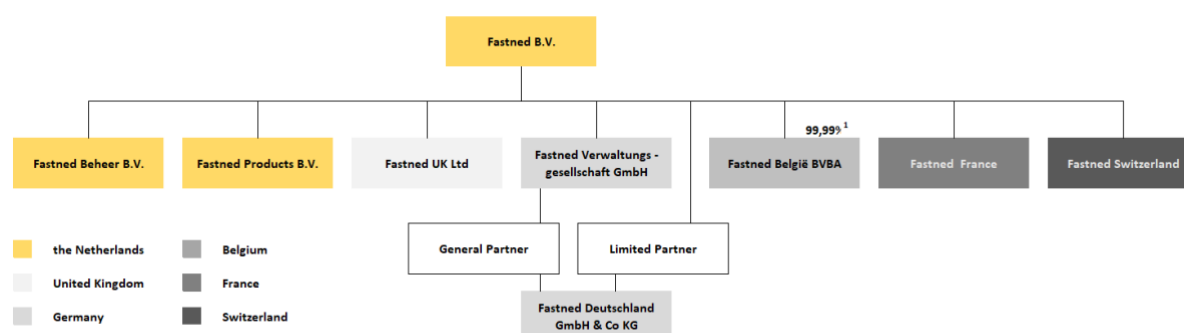 Fastned B.V.
99,99% ¹
Fastned Beheer B.V.
Fastned Products B.V.
Fastned UK Ltd
Fastned Verwaltungs -
gesellschaft GmbH
Fastned België BVBA
Fastned France
Fastned Switzerland
General Partner
Limited Partner
Fastned Deutschland
GmbH & Co KG
the Netherlands
Belgium
United Kingdom
France
Germany
Switzerland